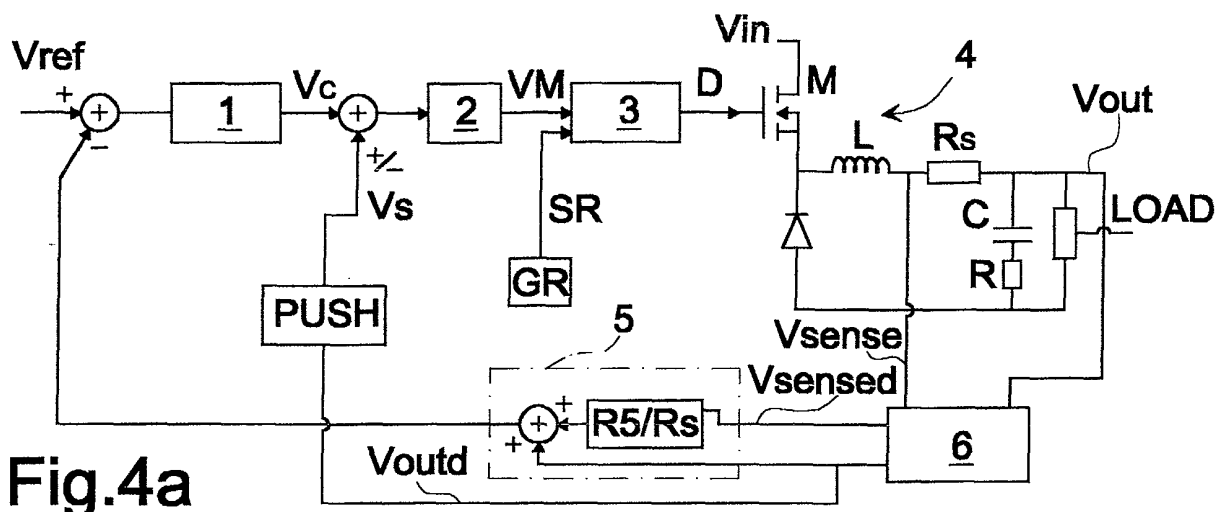 Vin
4
Vref
Vc
VM
D
M
Vout
+
+
1
+
2
3
L
Rs
−
+/−
Vs
SR
C
LOAD
GR
R
PUSH
5
Vsense
Vsensed
+
+
R5/Rs
+
Voutd
6
Fig.4a